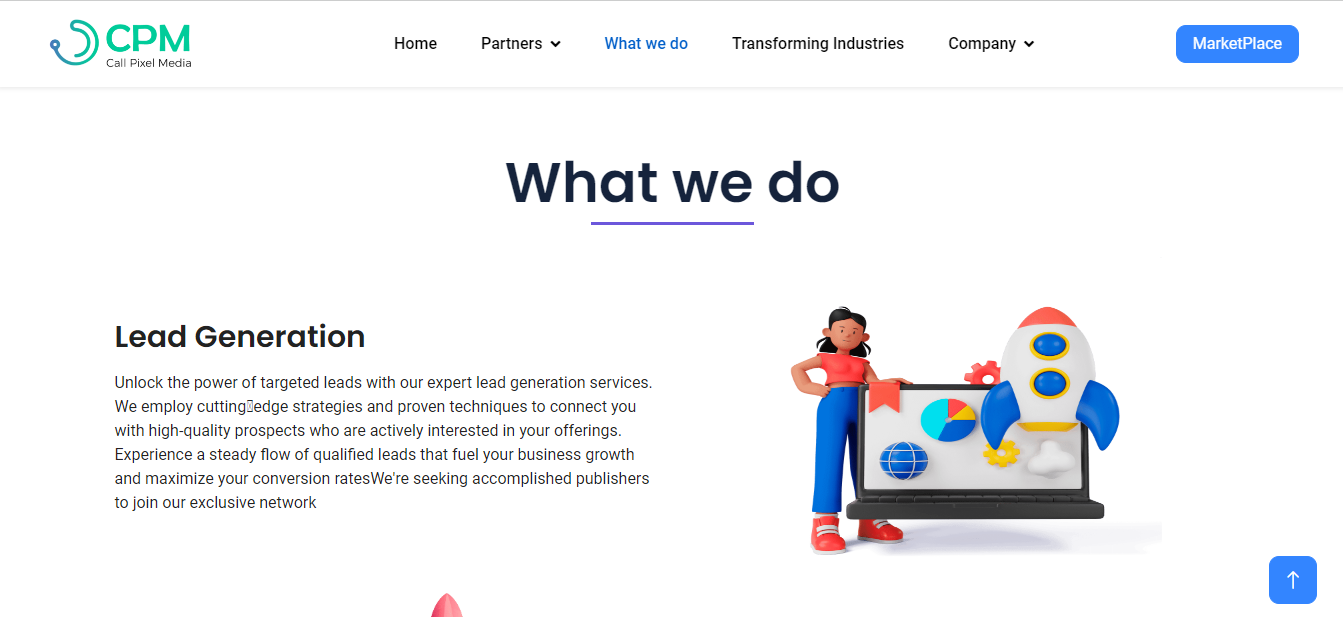 CPM
Call Pixel Media
Home
Partners
What we do
Transforming Industries
Company
MarketPlace
What we do
Lead Generation
Unlock the power of targeted leads with our expert lead generation services.
We employ cutting▯edge strategies and proven techniques to connect you
with high-quality prospects who are actively interested in your offerings.
Experience a steady flow of qualified leads that fuel your business growth
and maximize your conversion ratesWe're seeking accomplished publishers
to join our exclusive network